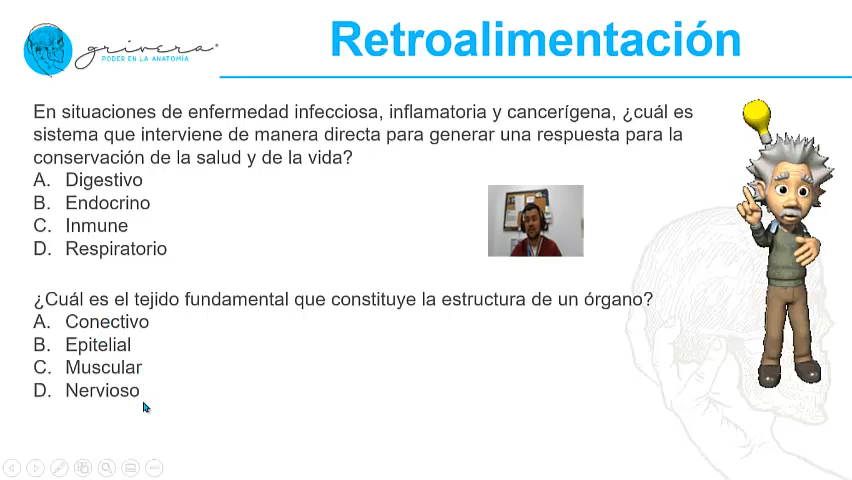 grivera
PODER EN LA ANATOMÍA
Retroalimentación
En situaciones de enfermedad infecciosa, inflamatoria y cancerígena, ¿cuál es
sistema que interviene de manera directa para generar una respuesta para la
conservación de la salud y de la vida?
A. Digestivo
B. Endocrino
C. Inmune
D. Respiratorio
¿Cuál es el tejido fundamental que constituye la estructura de un órgano?
A. Conectivo
B. Epitelial
C. Muscular
D. Nervioso